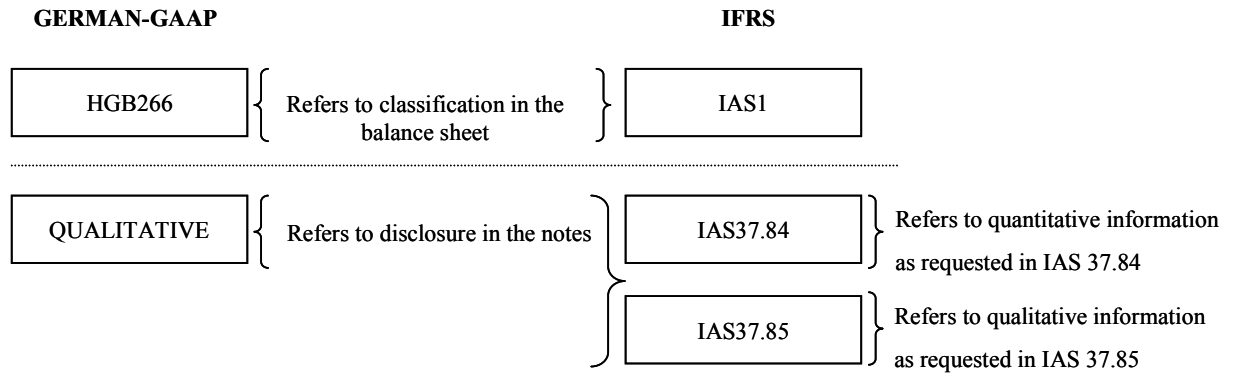 GERMAN-GAAP
IFRS
HGB266
Refers to classification in the
balance sheet
IAS1
QUALITATIVE
Refers to disclosure in the notes
IAS37.84
Refers to quantitative information
as requested in IAS 37.84
IAS37.85
Refers to qualitative information
as requested in IAS 37.85